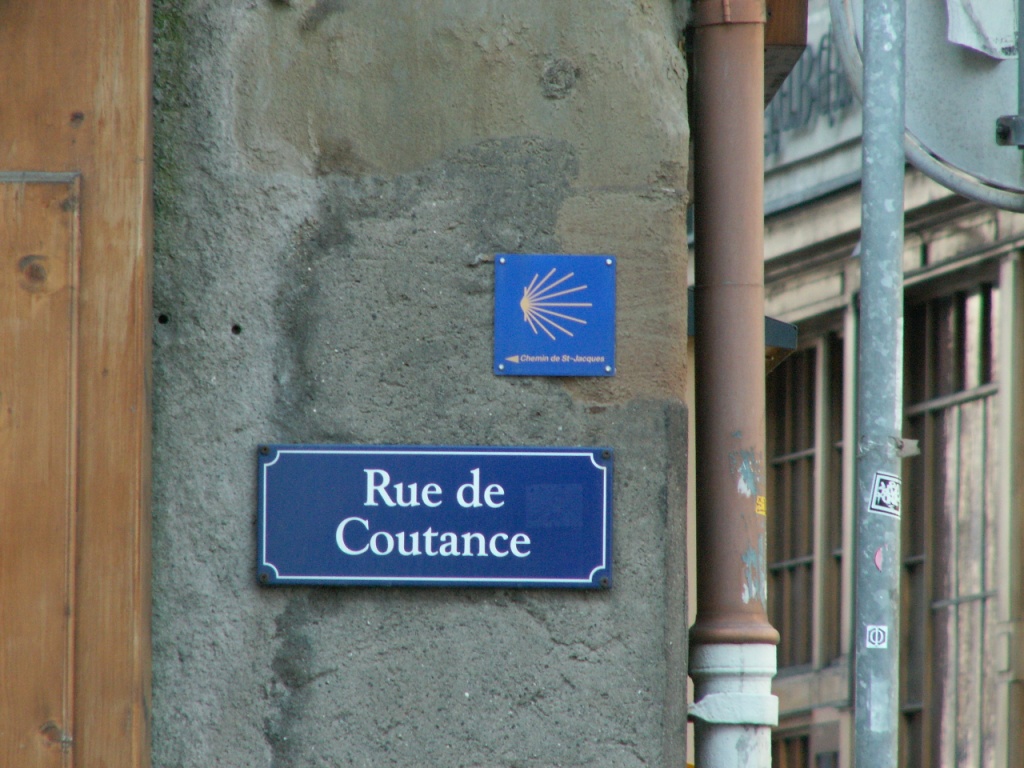 Chemin de St-Jacques
Rue de
Coutance